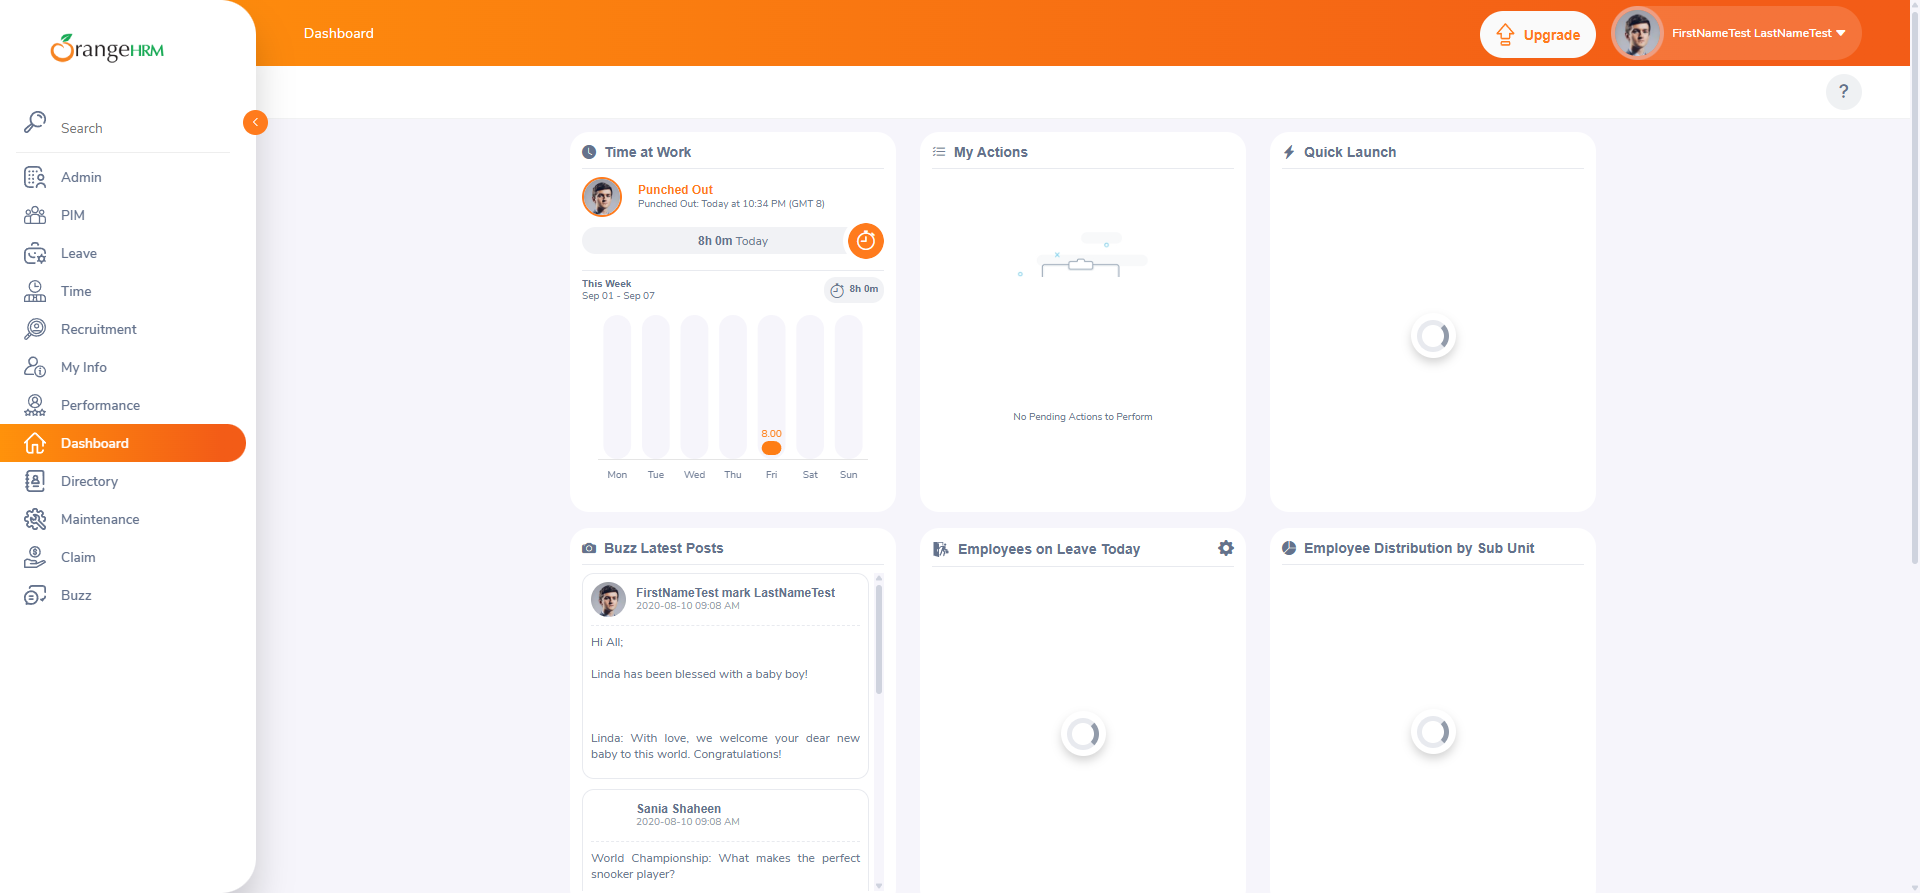 OrangeHRM
Search
Admin
PIM
Leave
Time
Recruitment
My Info
Performance
Dashboard
Directory
Maintenance
Claim
Buzz
Dashboard
Upgrade
FirstNameTest LastNameTest
?
Time at Work
Punched Out
Punched Out: Today at 10:34 PM (GMT 8)
8h 0m Today
This Week
Sep 01 - Sep 07
8h 0m
8.00
Mon Tue Wed Thu Fri Sat Sun
My Actions
No Pending Actions to Perform
Quick Launch
Buzz Latest Posts
FirstNameTest mark LastNameTest
2020-08-10 09:08 AM
Hi All;
Linda has been blessed with a baby boy!
Linda: With love, we welcome your dear new
baby to this world. Congratulations!
Sania Shaheen
2020-08-10 09:08 AM
World Championship: What makes the perfect
snooker player?
Employees on Leave Today
Employee Distribution by Sub Unit